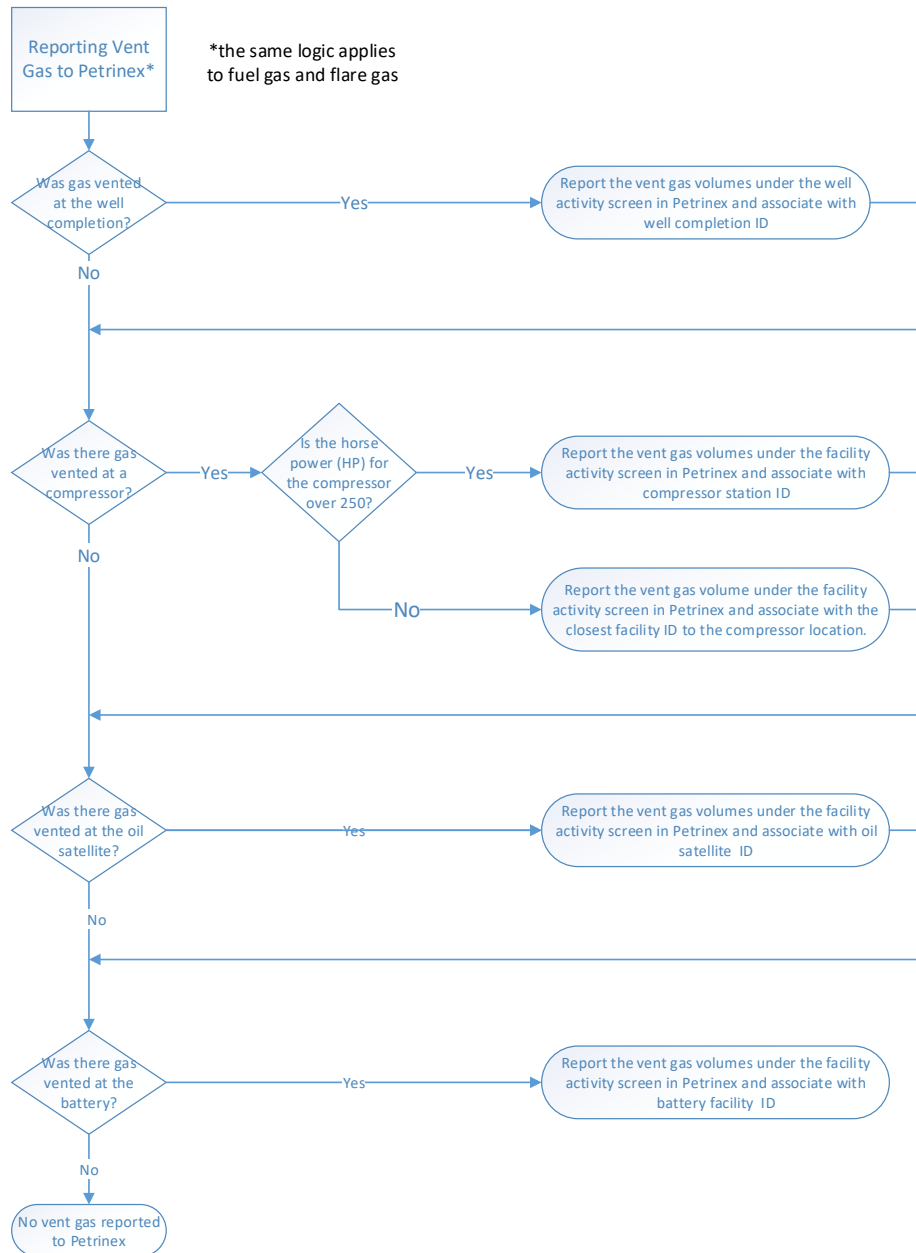 Reporting Vent
Gas to Petrinex*
*the same logic applies
to fuel gas and flare gas
Was gas vented
at the well
completion?
Yes
Report the vent gas volumes under the well
activity screen in Petrinex and associate with
well completion ID
No
Was there gas
vented at a
compressor?
Yes
Is the horse
power (HP) for
the compressor
over 250?
Yes
Report the vent gas volumes under the facility
activity screen in Petrinex and associate with
compressor station ID
No
No
Report the vent gas volume under the facility
activity screen in Petrinex and associate with the
closest facility ID to the compressor location.
Was there gas
vented at the oil
satellite?
Yes
Report the vent gas volumes under the facility
activity screen in Petrinex and associate with oil
satellite ID
No
Was there gas
vented at the
battery?
Yes
Report the vent gas volumes under the facility
activity screen in Petrinex and associate with
battery facility ID
No
No vent gas reported
to Petrinex